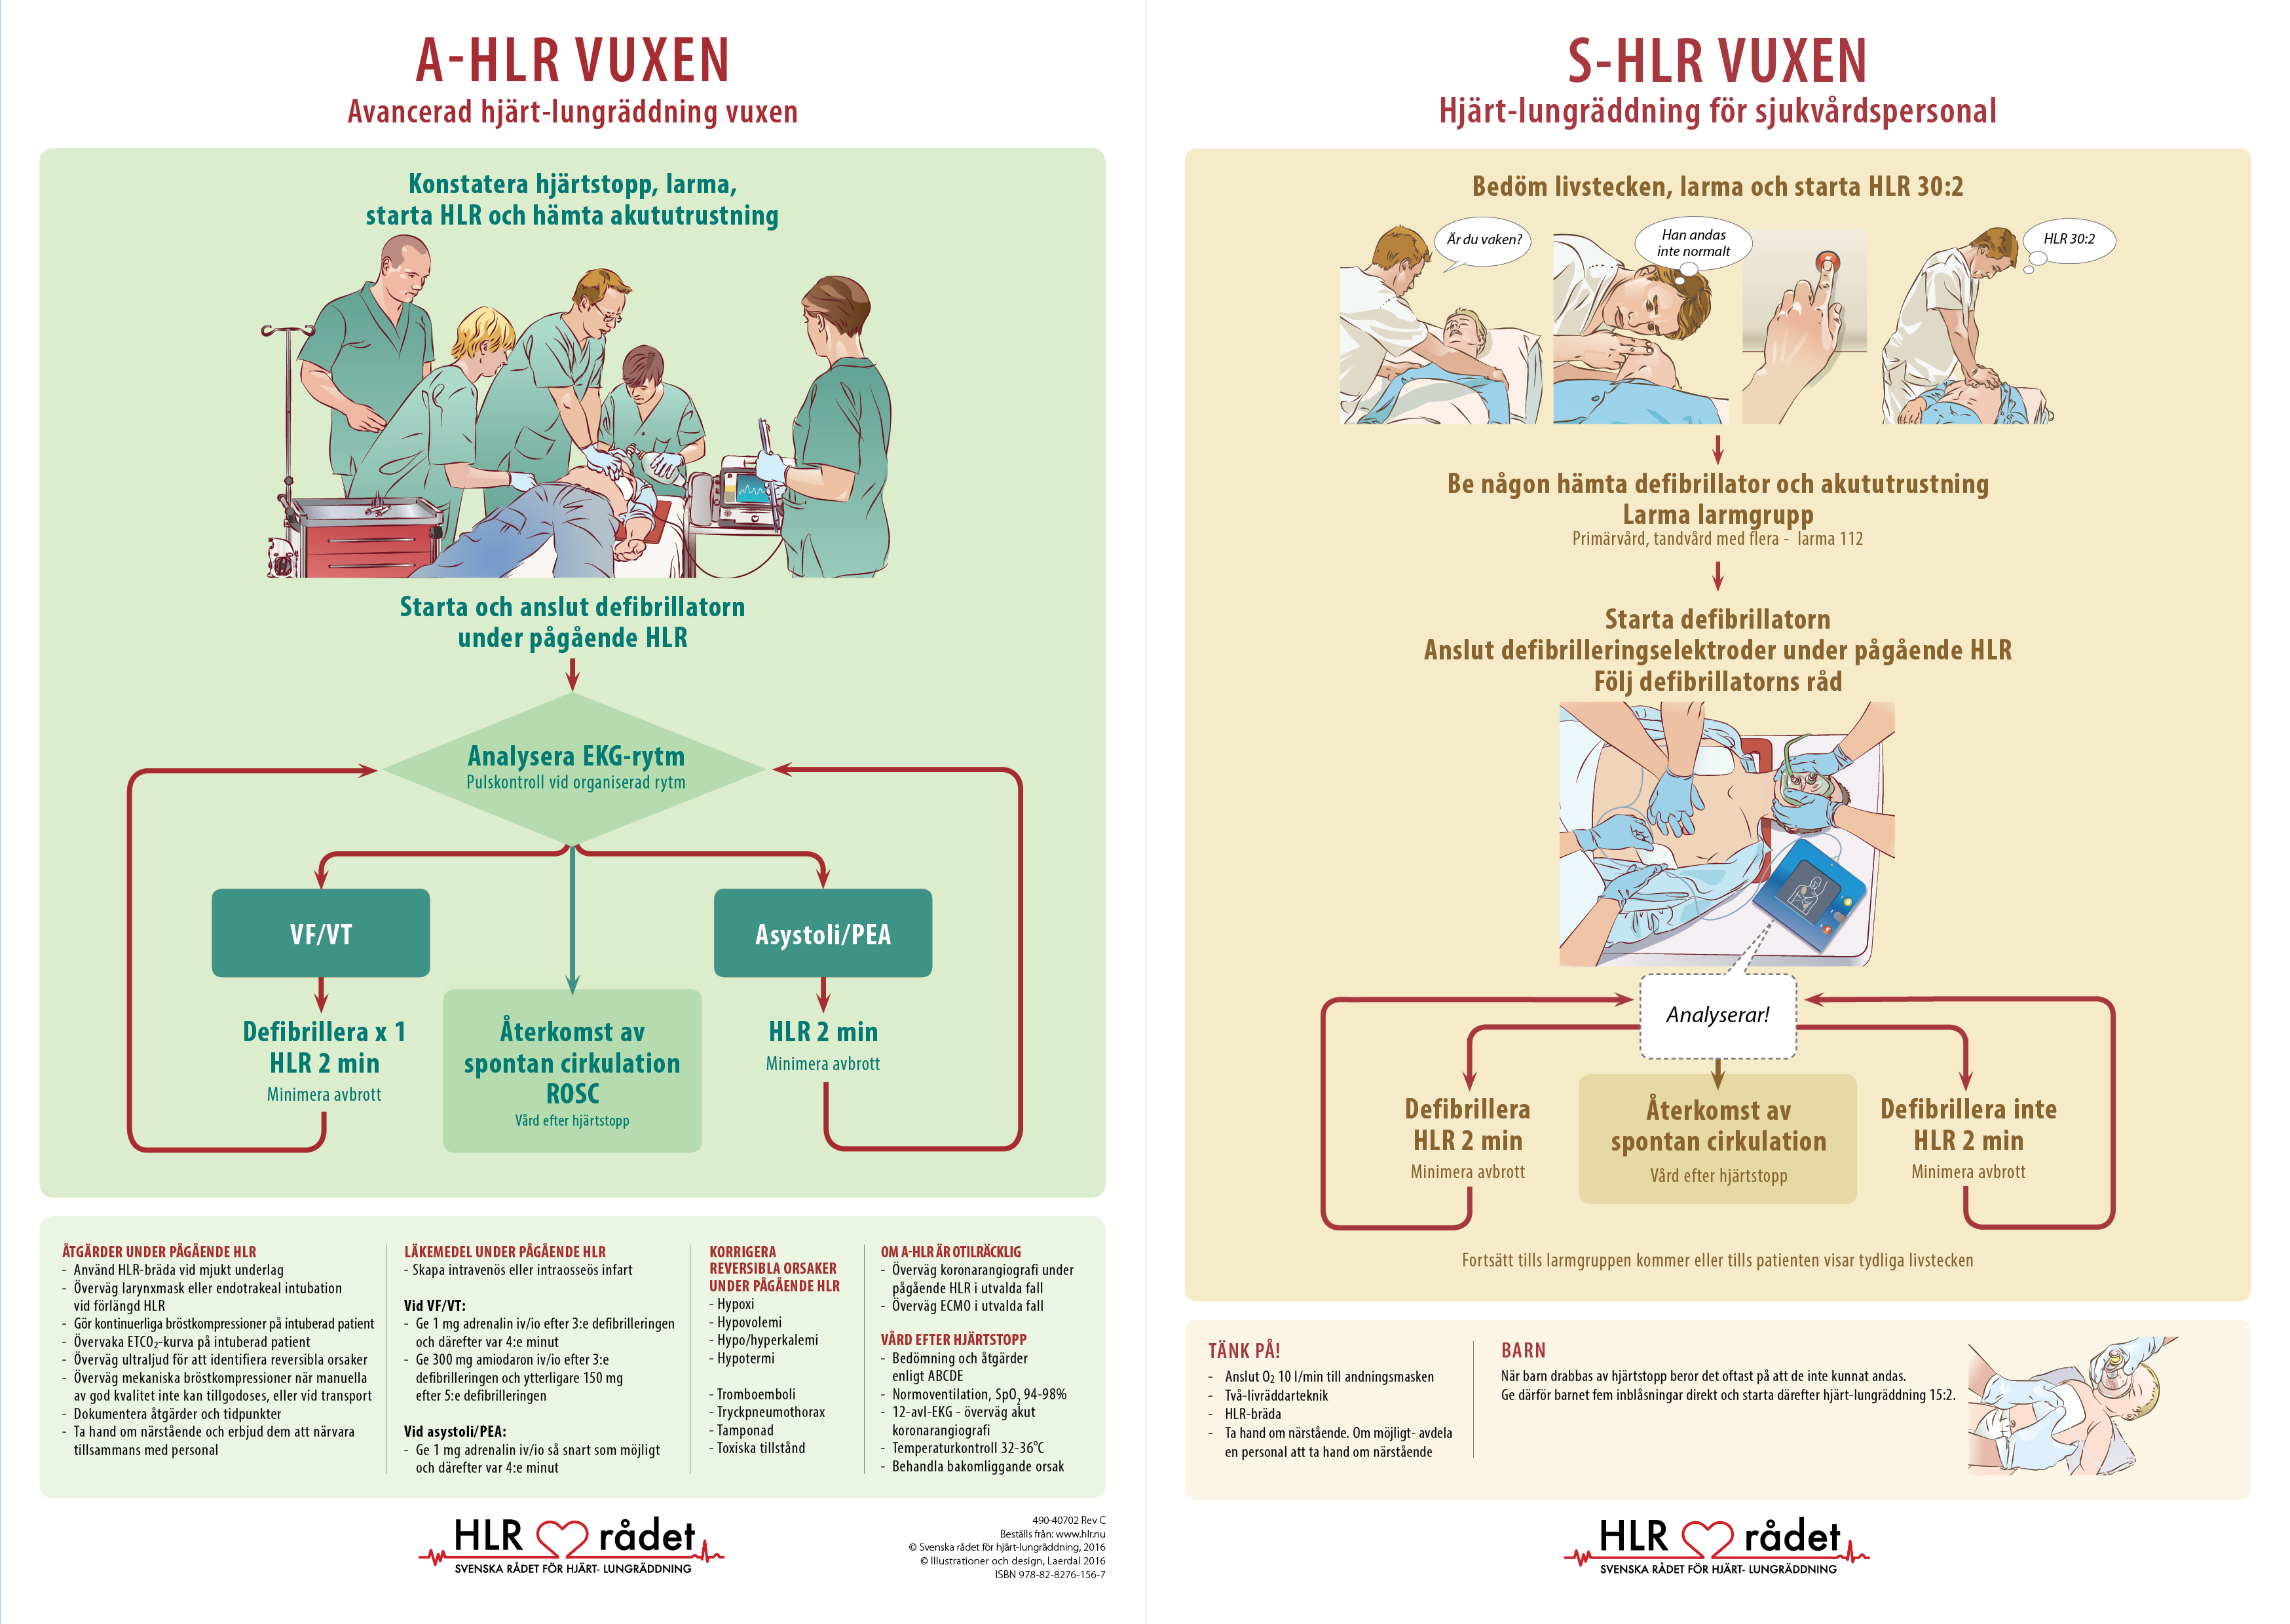 A-HLR VUXEN
Avancerad hjärt-lungräddning vuxen
Konstatera hjärtstopp, larma,
starta HLR och hämta akututrustning
Starta och anslut defibrillatorn
under pågående HLR
Analysera EKG-rytm
Pulskontroll vid organiserad rytm
VF/VT
Asystoli/PEA
Defibrillera x 1
HLR 2 min
Minimera avbrott
Återkomst av
spontan cirkulation
ROSC
Vård efter hjärtstopp
HLR 2 min
Minimera avbrott
ÅTGÄRDER UNDER PÅGÅENDE HLR
- Använd HLR-bräda vid mjukt underlag
- Överväg larynxmask eller endotrakeal intubation
vid förlängd HLR
- Gör kontinuerliga bröstkompressioner på intuberad patient
- Övervaka ETCO₂-kurva på intuberad patient
- Överväg ultraljud för att identifiera reversibla orsaker
- Överväg mekaniska bröstkompressioner när manuella
av god kvalitet inte kan tillgodoses, eller vid transport
- Dokumentera åtgärder och tidpunkter
- Ta hand om närstående och erbjud dem att närvara
tillsammans med personal
LÄKEMEDEL UNDER PÅGÅENDE HLR
- Skapa intravenös eller intraosseös infart
Vid VF/VT:
- Ge 1 mg adrenalin iv/io efter 3:e defibrilleringen
och därefter var 4:e minut
- Ge 300 mg amiodaron iv/io efter 3:e
defibrilleringen och ytterligare 150 mg
efter 5:e defibrilleringen
Vid asystoli/PEA:
- Ge 1 mg adrenalin iv/io så snart som möjligt
och därefter var 4:e minut
KORRIGERA
REVERSIBLA ORSAKER
UNDER PÅGÅENDE HLR
- Hypoxi
- Hypovolemi
- Hypo/hyperkalemi
- Hypotermi
- Tromboemboli
- Tryckpneumothorax
- Tamponad
- Toxiska tillstånd
OM A-HLR ÄR OTILRÄCKLIG
- Överväg koronarangiografi under
pågående HLR i utvalda fall
- Överväg ECMO i utvalda fall
VÅRD EFTER HJÄRTSTOPP
- Bedömning och åtgärder
enligt ABCDE
- Normoventilation, SpO₂ 94-98%
- 12-avl-EKG - överväg akut
koronarangiografi
- Temperaturkontroll 32-36°C
- Behandla bakomliggande orsak
HLR rådet
SVENSKA RÅDET FÖR HJÄRT- LUNGRÄDDNING
490-40702 Rev C
Beställs från: www.hlr.nu
© Svenska rådet för hjärt-lungräddning, 2016
© Illustrationer och design, Laerdal 2016
ISBN 978-82-8276-156-7
S-HLR VUXEN
Hjärt-lungräddning för sjukvårdspersonal
Bedöm livstecken, larma och starta HLR 30:2
Är du vaken?
Han andas
inte normalt
HLR 30:2
Be någon hämta defibrillator och akututrustning
Larma larmgrupp
Primärvård, tandvård med flera - larma 112
Starta defibrillatorn
Anslut defibrilleringselektroder under pågående HLR
Följ defibrillatorns råd
Analyserar!
Defibrillera
HLR 2 min
Minimera avbrott
Återkomst av
spontan cirkulation
Vård efter hjärtstopp
Defibrillera inte
HLR 2 min
Minimera avbrott
Fortsätt tills larmgruppen kommer eller tills patienten visar tydliga livstecken
TÄNK PÅ!
- Anslut O₂ 10 l/min till andningsmasken
- Två-livräddarteknik
- HLR-bräda
- Ta hand om närstående. Om möjligt- avdela
en personal att ta hand om närstående
BARN
När barn drabbas av hjärtstopp beror det oftast på att de inte kunnat andas.
Ge därför barnet fem inblåsningar direkt och starta därefter hjärt-lungräddning 15:2.
HLR rådet
SVENSKA RÅDET FÖR HJÄRT- LUNGRÄDDNING